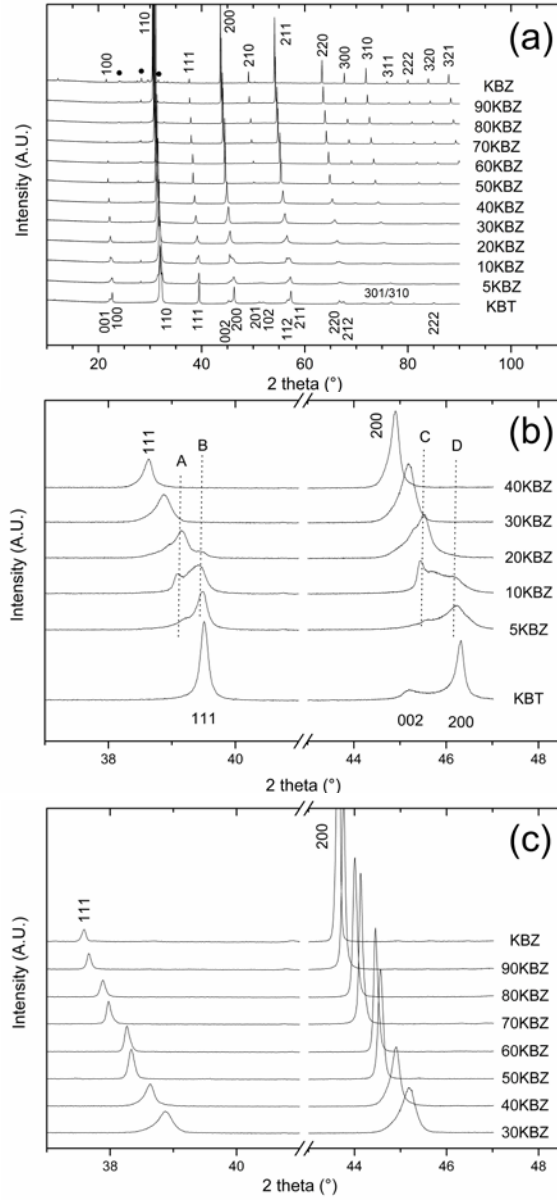 (a)
110
200
211
100
111
210
220
300
310
311
222
320
321
KBZ
90KBZ
80KBZ
70KBZ
60KBZ
50KBZ
40KBZ
30KBZ
20KBZ
10KBZ
5KBZ
KBT
301/310
001
100
110
111
002
200
201
102
112
211
220
212
222
Intensity (A.U.)
20 40 60 80 100
2 theta (°)
(b)
111
A
B
200
C
D
40KBZ
30KBZ
20KBZ
10KBZ
5KBZ
KBT
111
002
200
Intensity (A.U.)
38 40 44 46 48
2 theta (°)
(c)
111
200
KBZ
90KBZ
80KBZ
70KBZ
60KBZ
50KBZ
40KBZ
30KBZ
Intensity (A.U.)
38 40 44 46 48
2 theta (°)